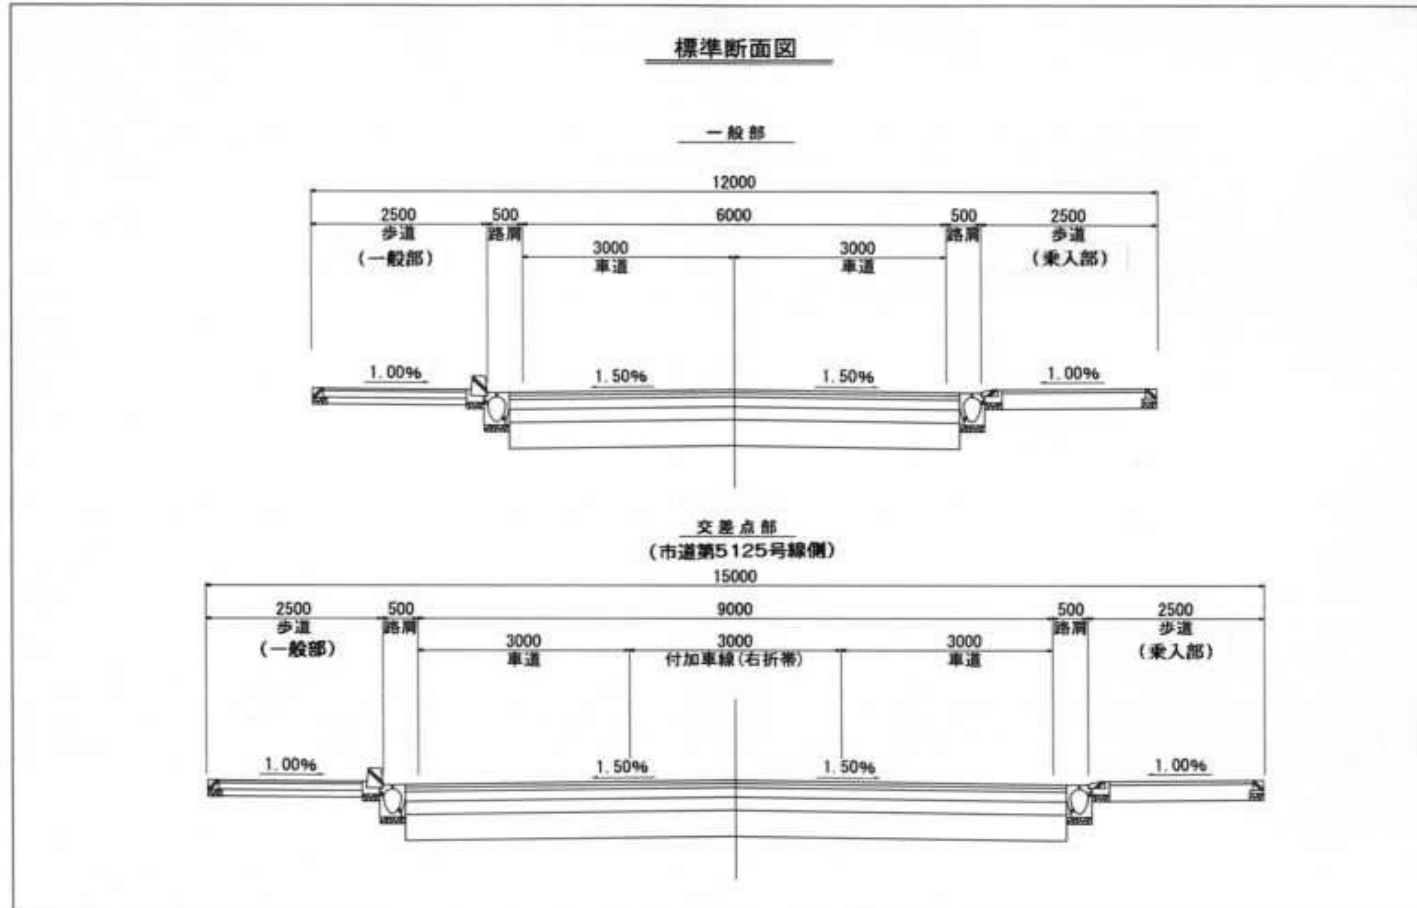 標準断面図
一般部
12000
2500 500 6000 500 2500
歩道 路肩 路肩 歩道
(一般部) 3000 3000 (乗入部)
車道 車道
1.00% 1.50% 1.50% 1.00%
交差点部
(市道第5125号線側)
15000
2500 500 9000 500 2500
歩道 路肩 路肩 歩道
(一般部) 3000 3000 3000 (乗入部)
車道 付加車線(右折帯) 車道
1.00% 1.50% 1.50% 1.00%